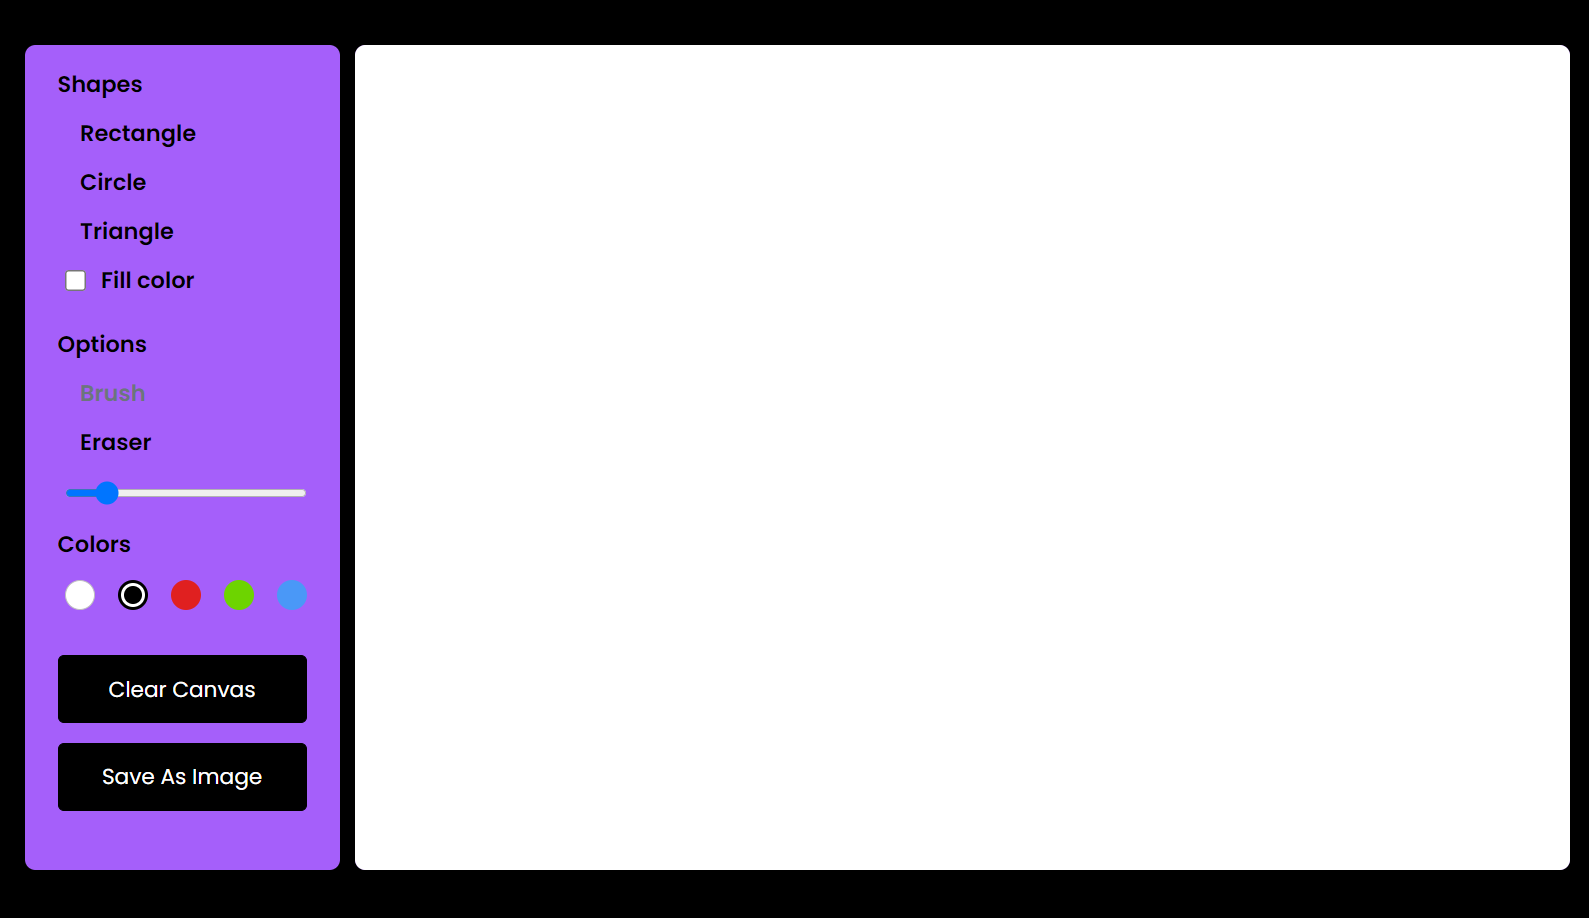 Shapes
Rectangle
Circle
Triangle
Fill color
Options
Brush
Eraser
Colors
Clear Canvas
Save As Image